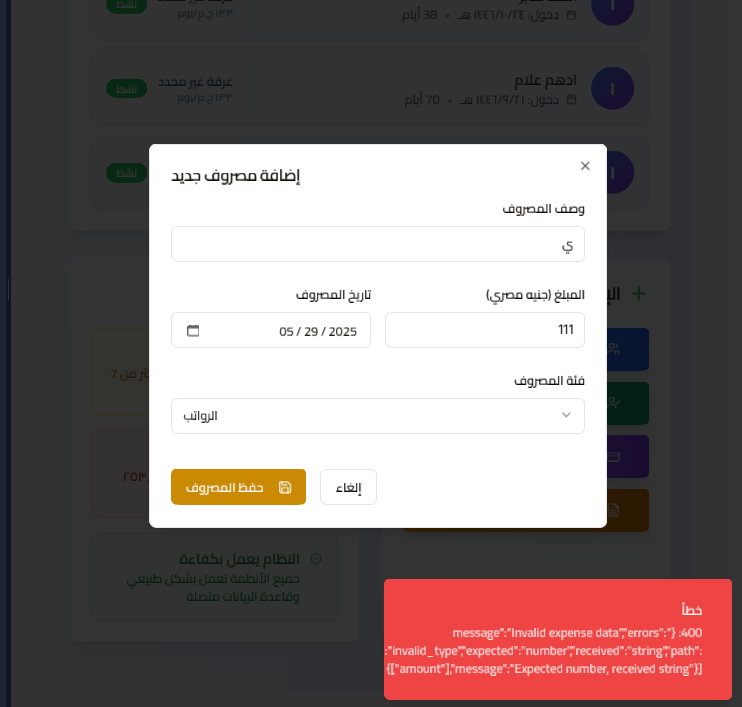 نشط
١٣٣ ج.م/يوم
دخول: ١٤٤٦/١٠/٢٤ هـ • 38 أيام
ادهم علام
غرفة غير محدد
نشط
١٣٣ ج.م/يوم
دخول: ١٤٤٦/٩/٢١ هـ • 70 أيام
نشط
إضافة مصروف جديد
وصف المصروف
ي
المبلغ (جنيه مصري)
تاريخ المصروف
111
05 / 29 / 2025
فئة المصروف
الرواتب
حفظ المصروف
إلغاء
النظام يعمل بكفاءة
جميع الأنظمة تعمل بشكل طبيعي
وقاعدة البيانات متصلة
خطأ
400: {"message":"Invalid expense data","errors":
"invalid_type","expected":"number","received":"string","path":
["amount"],"message":"Expected number, received string"}]}